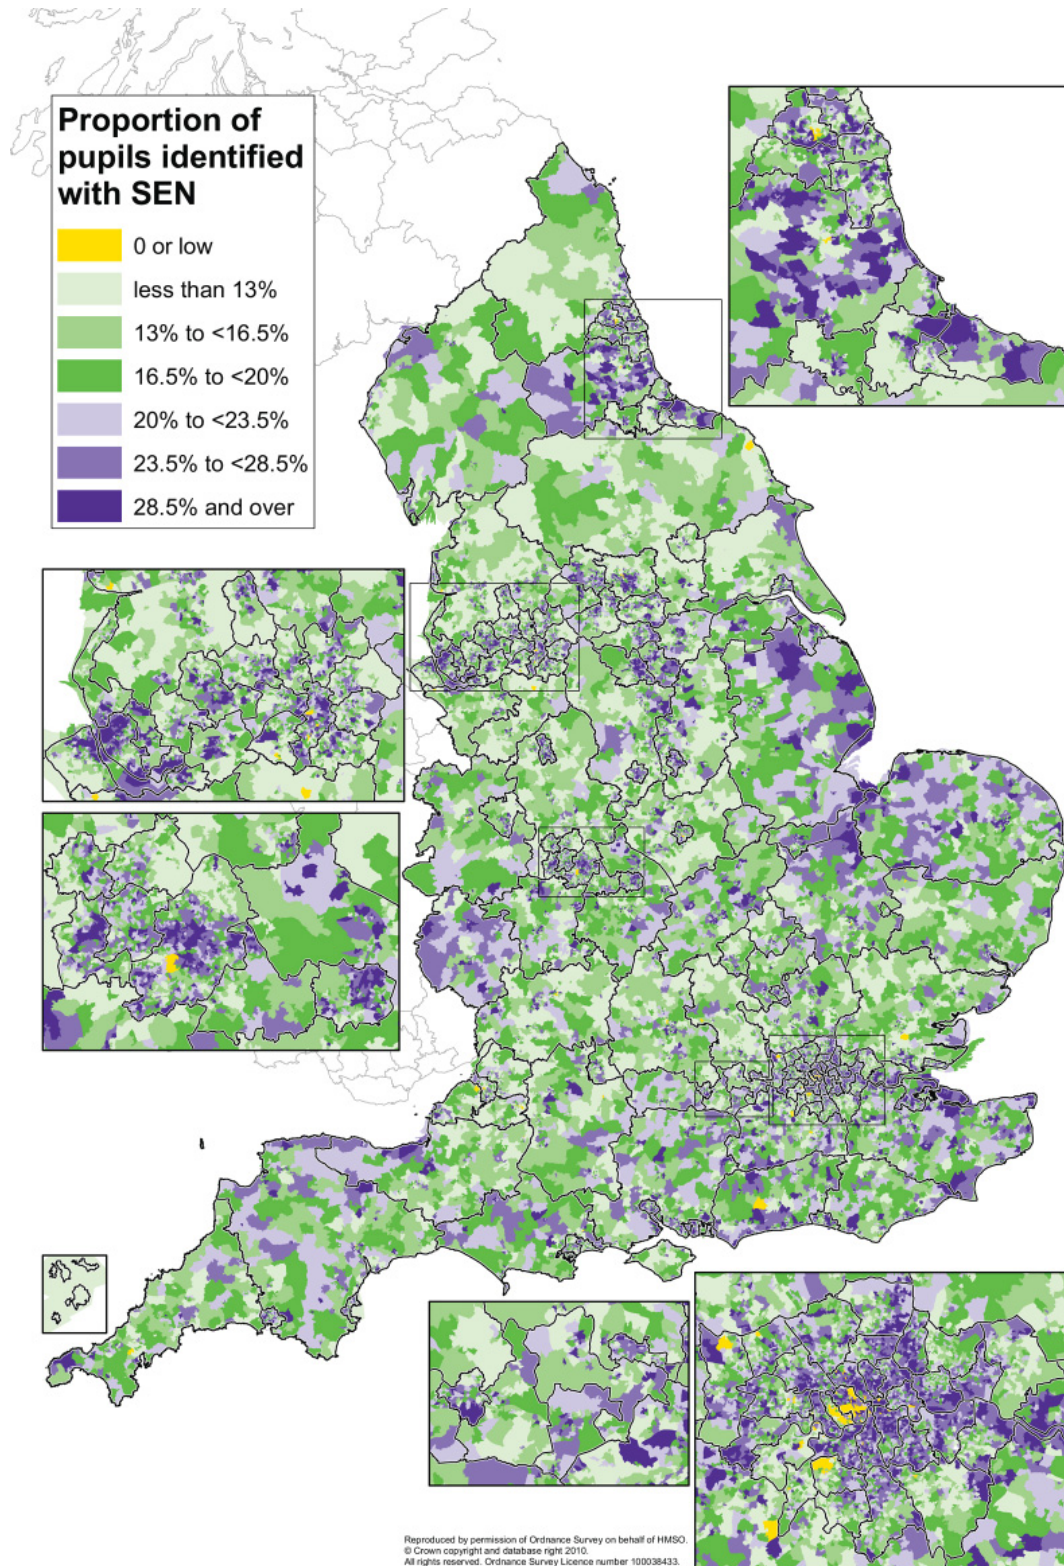 Proportion of
pupils identified
with SEN
0 or low
less than 13%
13% to <16.5%
16.5% to <20%
20% to <23.5%
23.5% to <28.5%
28.5% and over
Reproduced by permission of Ordnance Survey on behalf of HMSO.
© Crown copyright and database right 2010.
All rights reserved. Ordnance Survey Licence number 100038433.